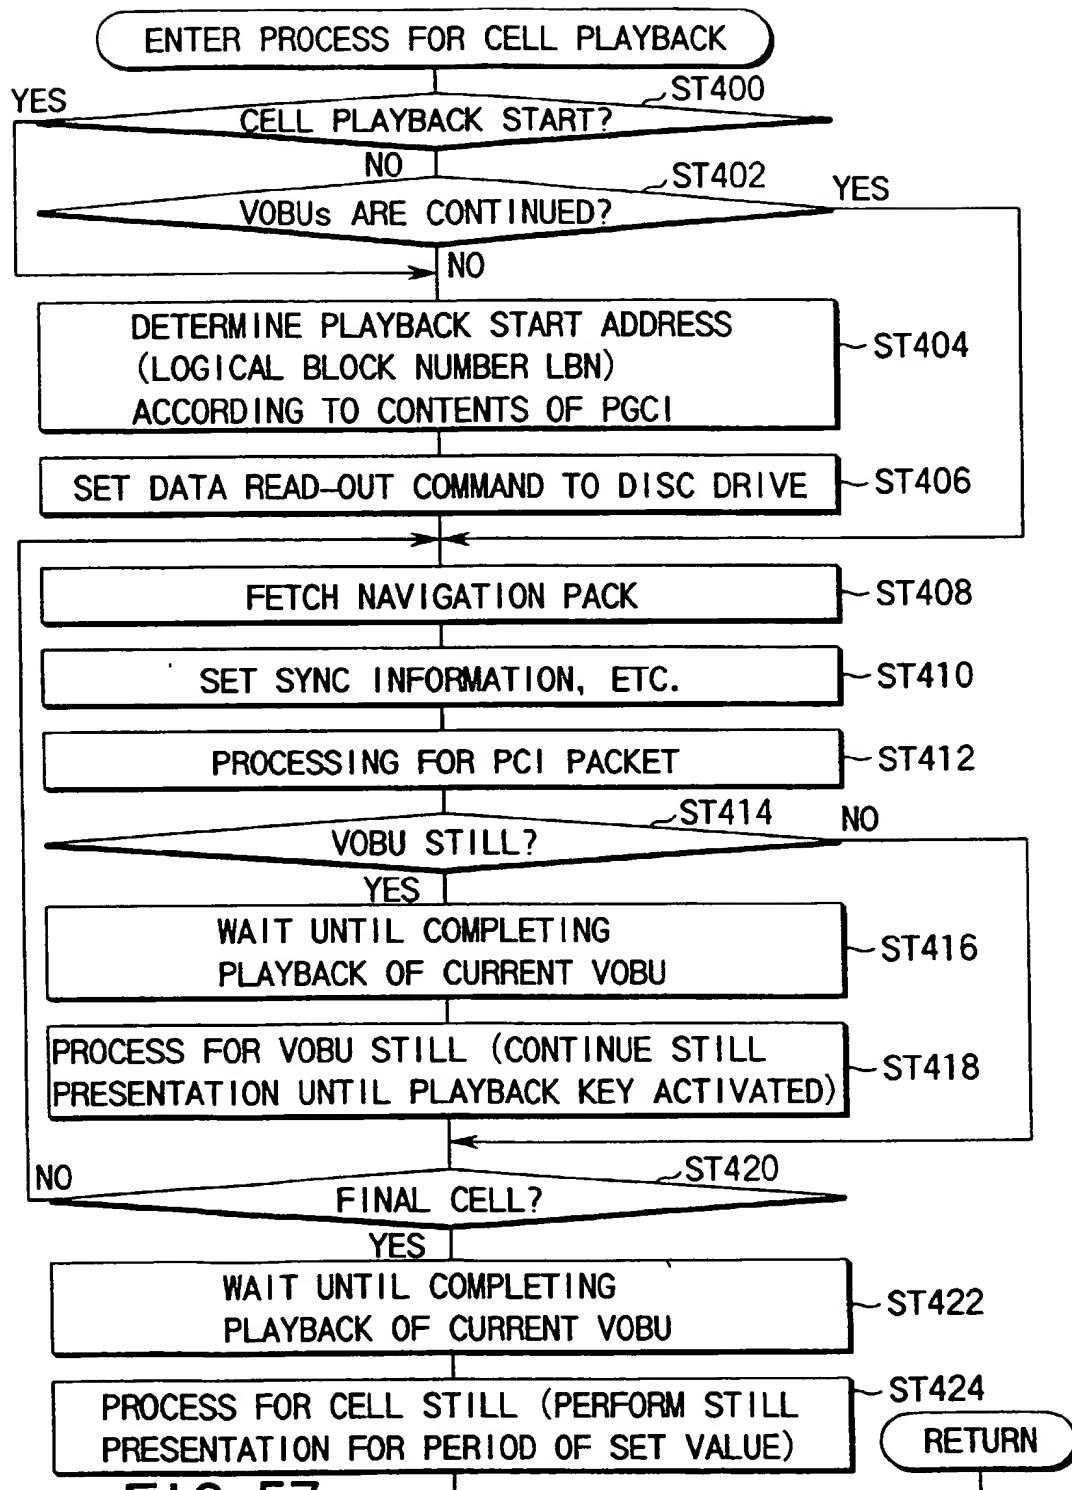 ENTER PROCESS FOR CELL PLAYBACK
YES
ST400
CELL PLAYBACK START?
NO
ST402
YES
VOBUs ARE CONTINUED?
NO
DETERMINE PLAYBACK START ADDRESS
(LOGICAL BLOCK NUMBER LBN)
ACCORDING TO CONTENTS OF PGCI
ST404
SET DATA READ-OUT COMMAND TO DISC DRIVE
ST406
FETCH NAVIGATION PACK
ST408
SET SYNC INFORMATION, ETC.
ST410
PROCESSING FOR PCI PACKET
ST412
ST414
NO
VOBU STILL?
YES
WAIT UNTIL COMPLETING
PLAYBACK OF CURRENT VOBU
ST416
PROCESS FOR VOBU STILL (CONTINUE STILL
PRESENTATION UNTIL PLAYBACK KEY ACTIVATED)
ST418
NO
ST420
FINAL CELL?
YES
WAIT UNTIL COMPLETING
PLAYBACK OF CURRENT VOBU
ST422
PROCESS FOR CELL STILL (PERFORM STILL
PRESENTATION FOR PERIOD OF SET VALUE)
ST424
RETURN